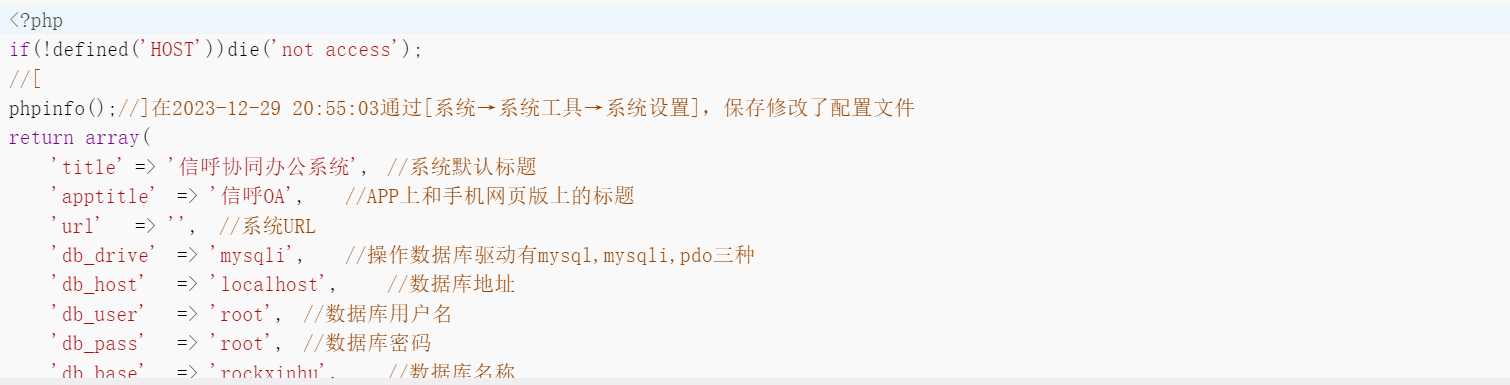 <?php
if(!defined('HOST'))die('not access');
//[
phpinfo();//]在2023-12-29 20:55:03通过[系统→系统工具→系统设置]，保存修改了配置文件
return array(
'title' => '信呼协同办公系统', //系统默认标题
'apptitle' => '信呼OA', //APP上和手机网页版上的标题
'url' => '', //系统URL
'db_drive' => 'mysqli', //操作数据库驱动有mysql,mysqli,pdo三种
'db_host' => 'localhost', //数据库地址
'db_user' => 'root', //数据库用户名
'db_pass' => 'root', //数据库密码
'db_base' => 'rockxinhu', //数据库名称